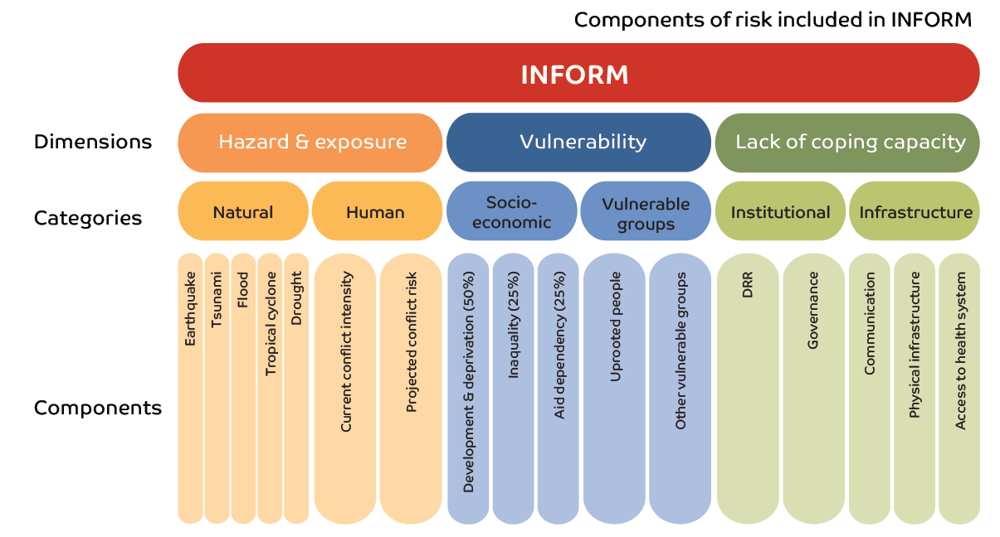 Components of risk included in INFORM
INFORM
Dimensions
Hazard & exposure
Vulnerability
Lack of coping capacity
Categories
Natural
Human
Socio-
economic
Vulnerable
groups
Institutional
Infrastructure
Components
Earthquake
Tsunami
Flood
Tropical cyclone
Drought
Current conflict intensity
Projected conflict risk
Development & deprivation (50%)
Inaquality (25%)
Aid dependency (25%)
Uprooted people
Other vulnerable groups
DRR
Governance
Communication
Physical infrastructure
Access to health system